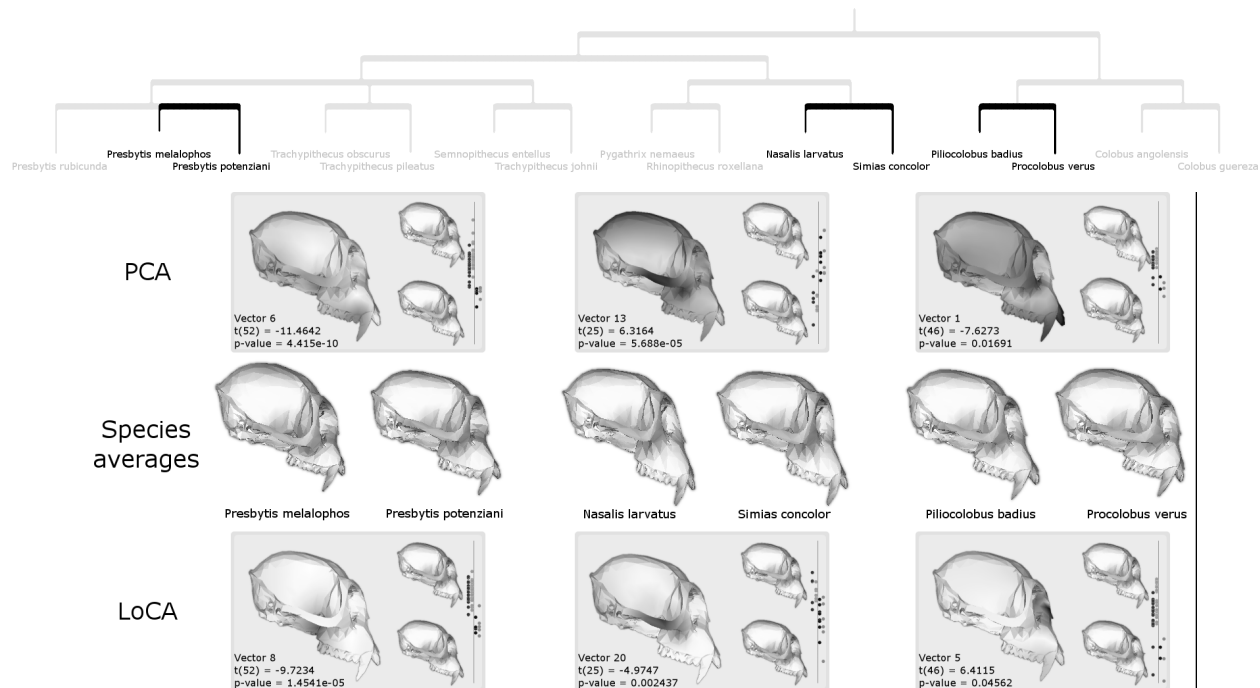 Presbytis melalophos
Nasalis larvatus
Piliocolobus badius
Trachypithecus obscurus
Semnopithecus entellus
Pygathrix nemaeus
Colobus angolensis
Presbytis rubicunda
Presbytis potenziani
Trachypithecus pileatus
Trachypithecus johnii
Rhinopithecus roxellana
Simias concolor
Procolobus verus
Colobus guereza
PCA
Vector 6
t(52) = -11.4642
p-value = 4.415e-10
Vector 13
t(25) = 6.3164
p-value = 5.688e-05
Vector 1
t(46) = -7.6273
p-value = 0.01691
Species
averages
Presbytis melalophos
Presbytis potenziani
Nasalis larvatus
Simias concolor
Piliocolobus badius
Procolobus verus
LoCA
Vector 8
t(52) = -9.7234
p-value = 1.4541e-05
Vector 20
t(25) = -4.9747
p-value = 0.002437
Vector 5
t(46) = 6.4115
p-value = 0.04562